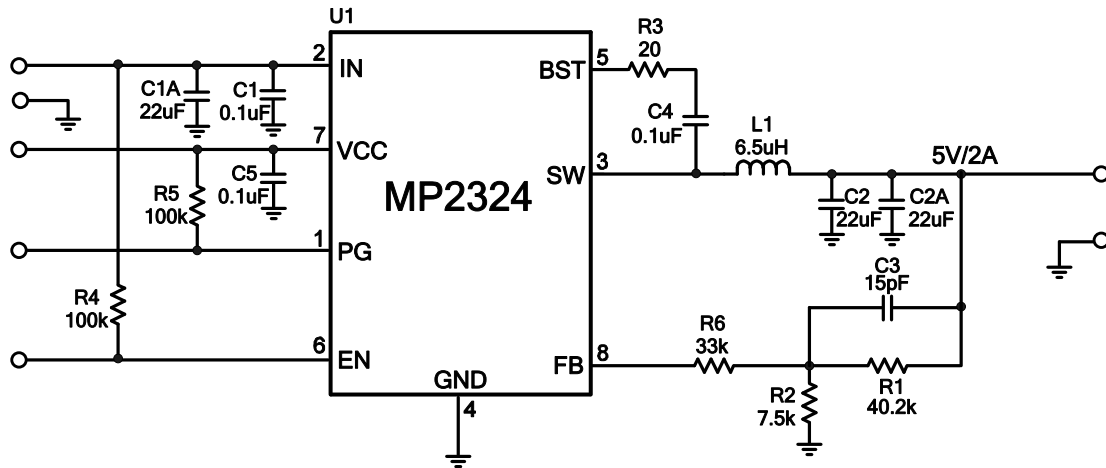 U1
2
IN
C1A
22uF
C1
0.1uF
7
VCC
R5
100k
C5
0.1uF
1
PG
R4
100k
6
EN
MP2324
GND
4
BST
5
R3
20
C4
0.1uF
SW
3
L1
6.5uH
5V/2A
C2
22uF
C2A
22uF
C3
15pF
FB
8
R6
33k
R2
7.5k
R1
40.2k